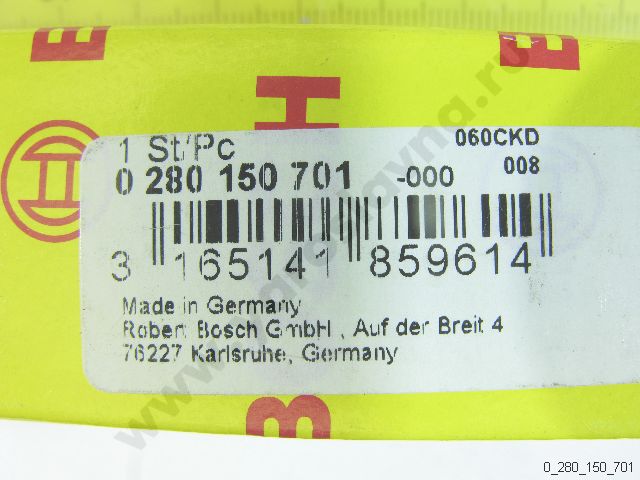 1 St/Pc
060CKD
0 280 150 701 -000 008
3 165141 859614
Made in Germany
Robert Bosch GmbH , Auf der Breit 4
76227 Karlsruhe, Germany
0_280_150_701